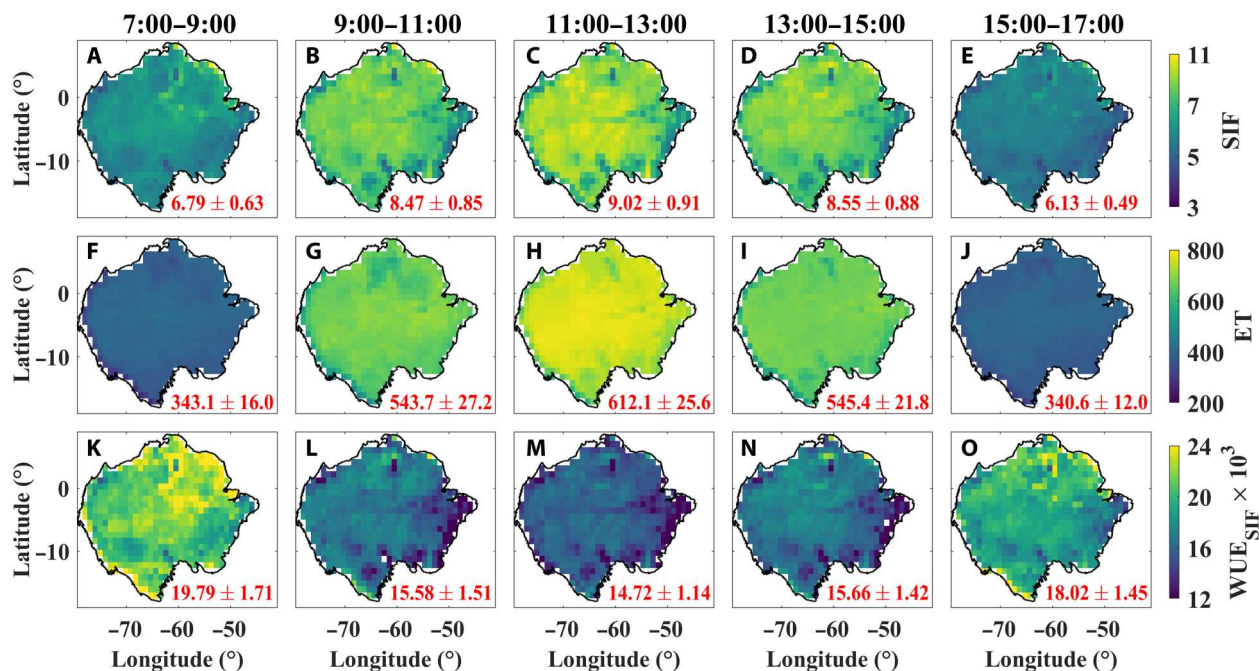 7:00–9:00 9:00–11:00 11:00–13:00 13:00–15:00 15:00–17:00
A B C D E
11
7
5
3
SIF
0
−10
Latitude (°)
6.79 ± 0.63 8.47 ± 0.85 9.02 ± 0.91 8.55 ± 0.88 6.13 ± 0.49
F G H I J
800
600
400
200
ET
0
−10
Latitude (°)
343.1 ± 16.0 543.7 ± 27.2 612.1 ± 25.6 545.4 ± 21.8 340.6 ± 12.0
K L M N O
24
20
16
12
WUE_SIF × 10³
0
−10
Latitude (°)
19.79 ± 1.71 15.58 ± 1.51 14.72 ± 1.14 15.66 ± 1.42 18.02 ± 1.45
−70 −60 −50 −70 −60 −50 −70 −60 −50 −70 −60 −50 −70 −60 −50
Longitude (°) Longitude (°) Longitude (°) Longitude (°) Longitude (°)